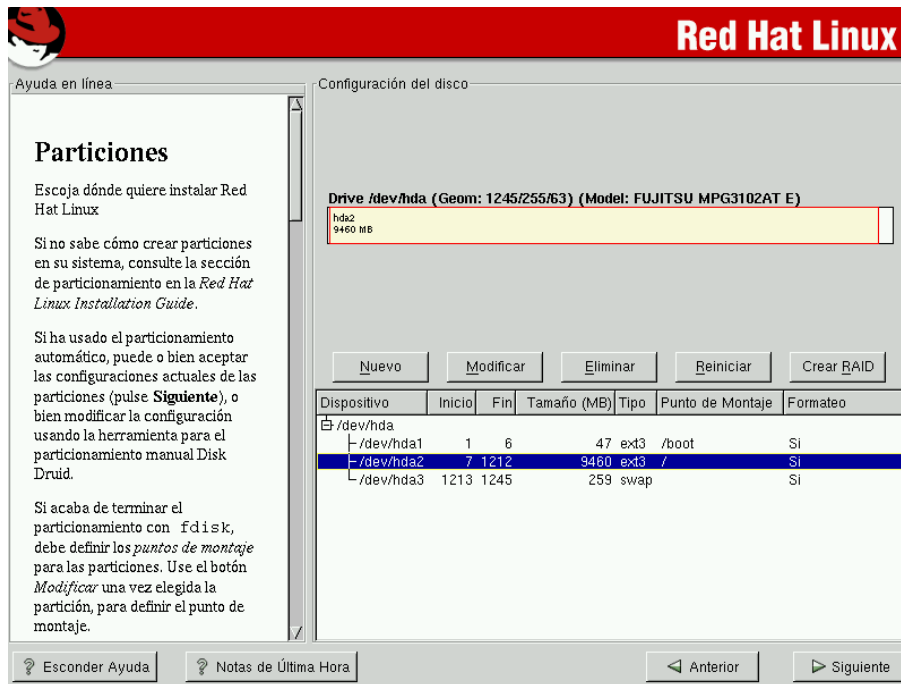 Red Hat Linux
Ayuda en línea
Particiones
Escoja dónde quiere instalar Red
Hat Linux
Si no sabe cómo crear particiones
en su sistema, consulte la sección
de particionamiento en la Red Hat
Linux Installation Guide.
Si ha usado el particionamiento
automático, puede o bien aceptar
las configuraciones actuales de las
particiones (pulse Siguiente), o
bien modificar la configuración
usando la herramienta para el
particionamiento manual Disk
Druid.
Si acaba de terminar el
particionamiento con fdisk,
debe definir los puntos de montaje
para las particiones. Use el botón
Modificar una vez elegida la
partición, para definir el punto de
montaje.
Configuración del disco
Drive /dev/hda (Geom: 1245/255/63) (Model: FUJITSU MPG3102AT E)
hda2
9460 MB
Nuevo Modificar Eliminar Reiniciar Crear RAID
Dispositivo Inicio Fin Tamaño (MB) Tipo Punto de Montaje Formateo
/dev/hda
/dev/hda1 1 6 47 ext3 /boot Si
/dev/hda2 7 1212 9460 ext3 / Si
/dev/hda3 1213 1245 259 swap Si
Esconder Ayuda Notas de Última Hora Anterior Siguiente